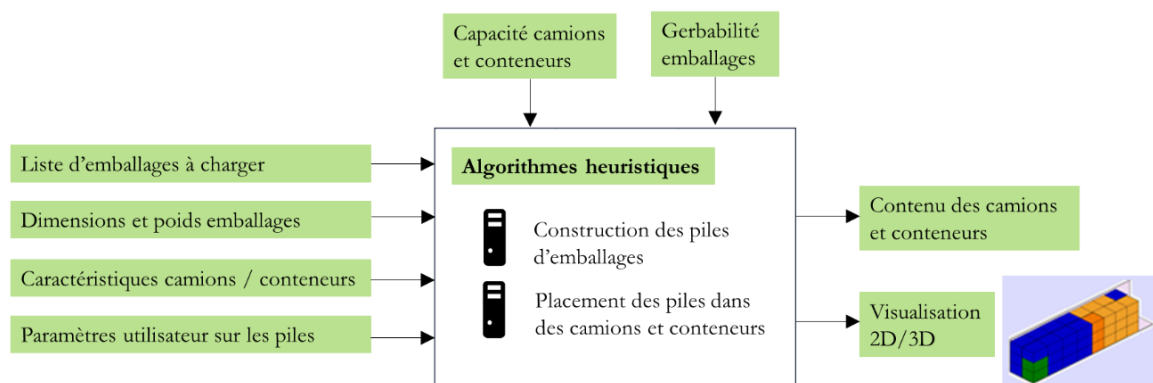 Capacité camions
et conteneurs
Gerbabilité
emballages
Liste d'emballages à charger
Dimensions et poids emballages
Caractéristiques camions / conteneurs
Paramètres utilisateur sur les piles
Algorithmes heuristiques
Construction des piles
d'emballages
Placement des piles dans
des camions et conteneurs
Contenu des camions
et conteneurs
Visualisation
2D/3D